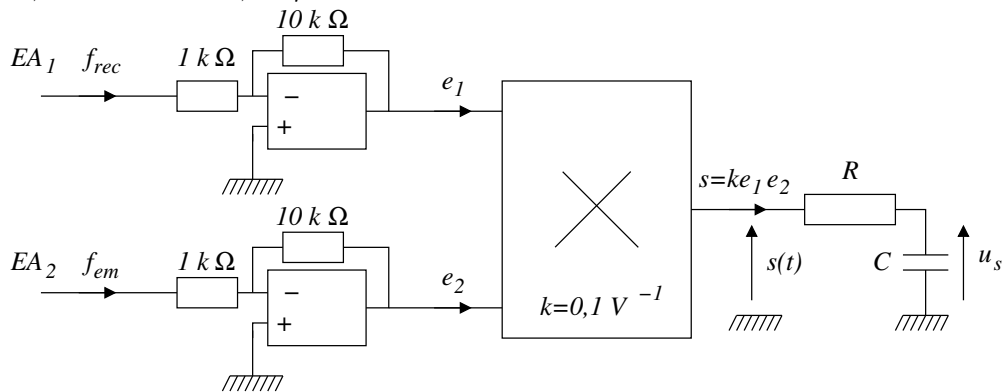 10 k Ω
EA1 frec 1 k Ω
e1
−
+
s=ke1e2 R
10 k Ω
EA2 fem 1 k Ω
s(t) C us
e2
−
+
k=0,1 V −1